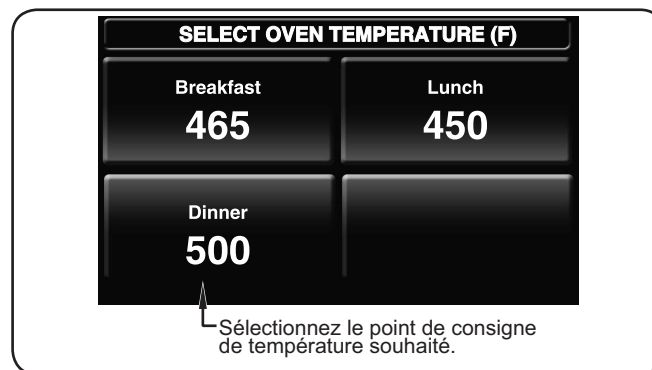 SELECT OVEN TEMPERATURE (F)
Breakfast
465
Lunch
450
Dinner
500
Sélectionnez le point de consigne
de température souhaité.